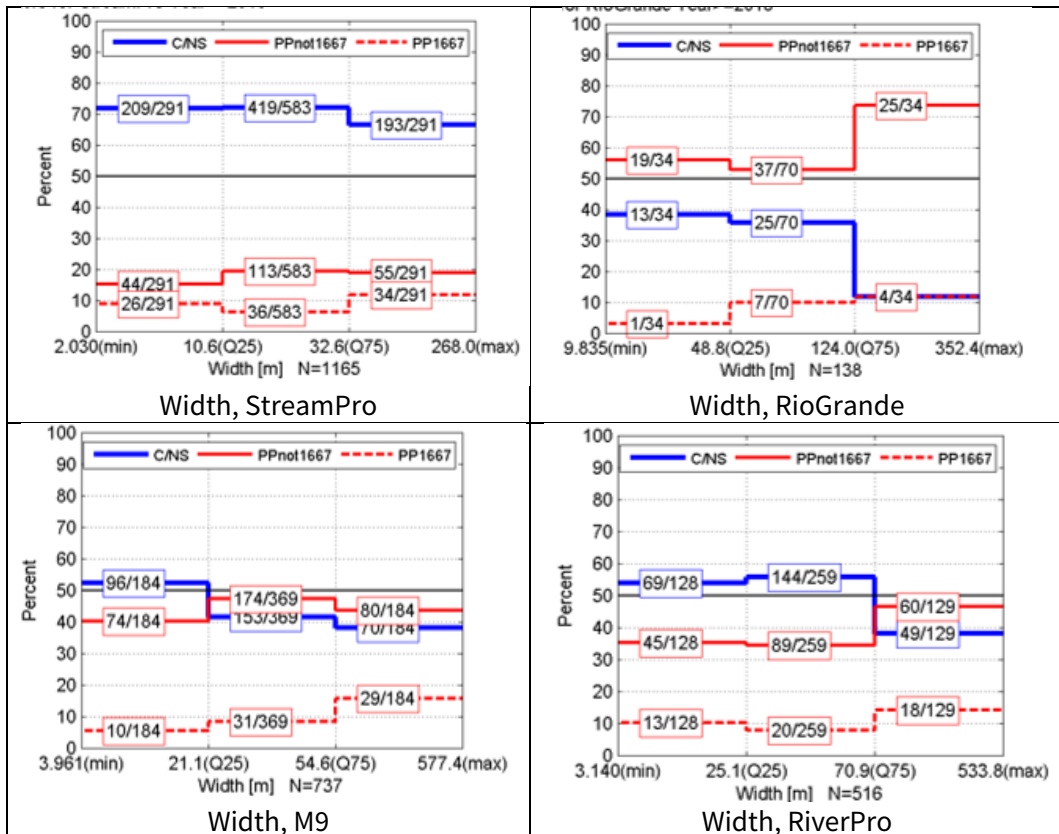 for RioGrande Year>=2015
100
90
80
70
60
50
40
30
20
10
0
Percent
C/NS PPnot1667 PP1667
209/291 419/583 193/291
44/291 113/583 55/291
26/291 36/583 34/291
2.030(min) 10.6(Q25) 32.6(Q75) 268.0(max)
Width [m] N=1165
Width, StreamPro
100
90
80
70
60
50
40
30
20
10
0
C/NS PPnot1667 PP1667
19/34 37/70 25/34
13/34 25/70
1/34 7/70 4/34
9.835(min) 48.8(Q25) 124.0(Q75) 352.4(max)
Width [m] N=138
Width, RioGrande
100
90
80
70
60
50
40
30
20
10
0
Percent
C/NS PPnot1667 PP1667
96/184 174/369 80/184
74/184 153/369 70/184
10/184 31/369 29/184
3.961(min) 21.1(Q25) 54.6(Q75) 577.4(max)
Width [m] N=737
Width, M9
100
90
80
70
60
50
40
30
20
10
0
Percent
C/NS PPnot1667 PP1667
69/128 144/259 60/129
45/128 89/259 49/129
13/128 20/259 18/129
3.140(min) 25.1(Q25) 70.9(Q75) 533.8(max)
Width [m] N=516
Width, RiverPro